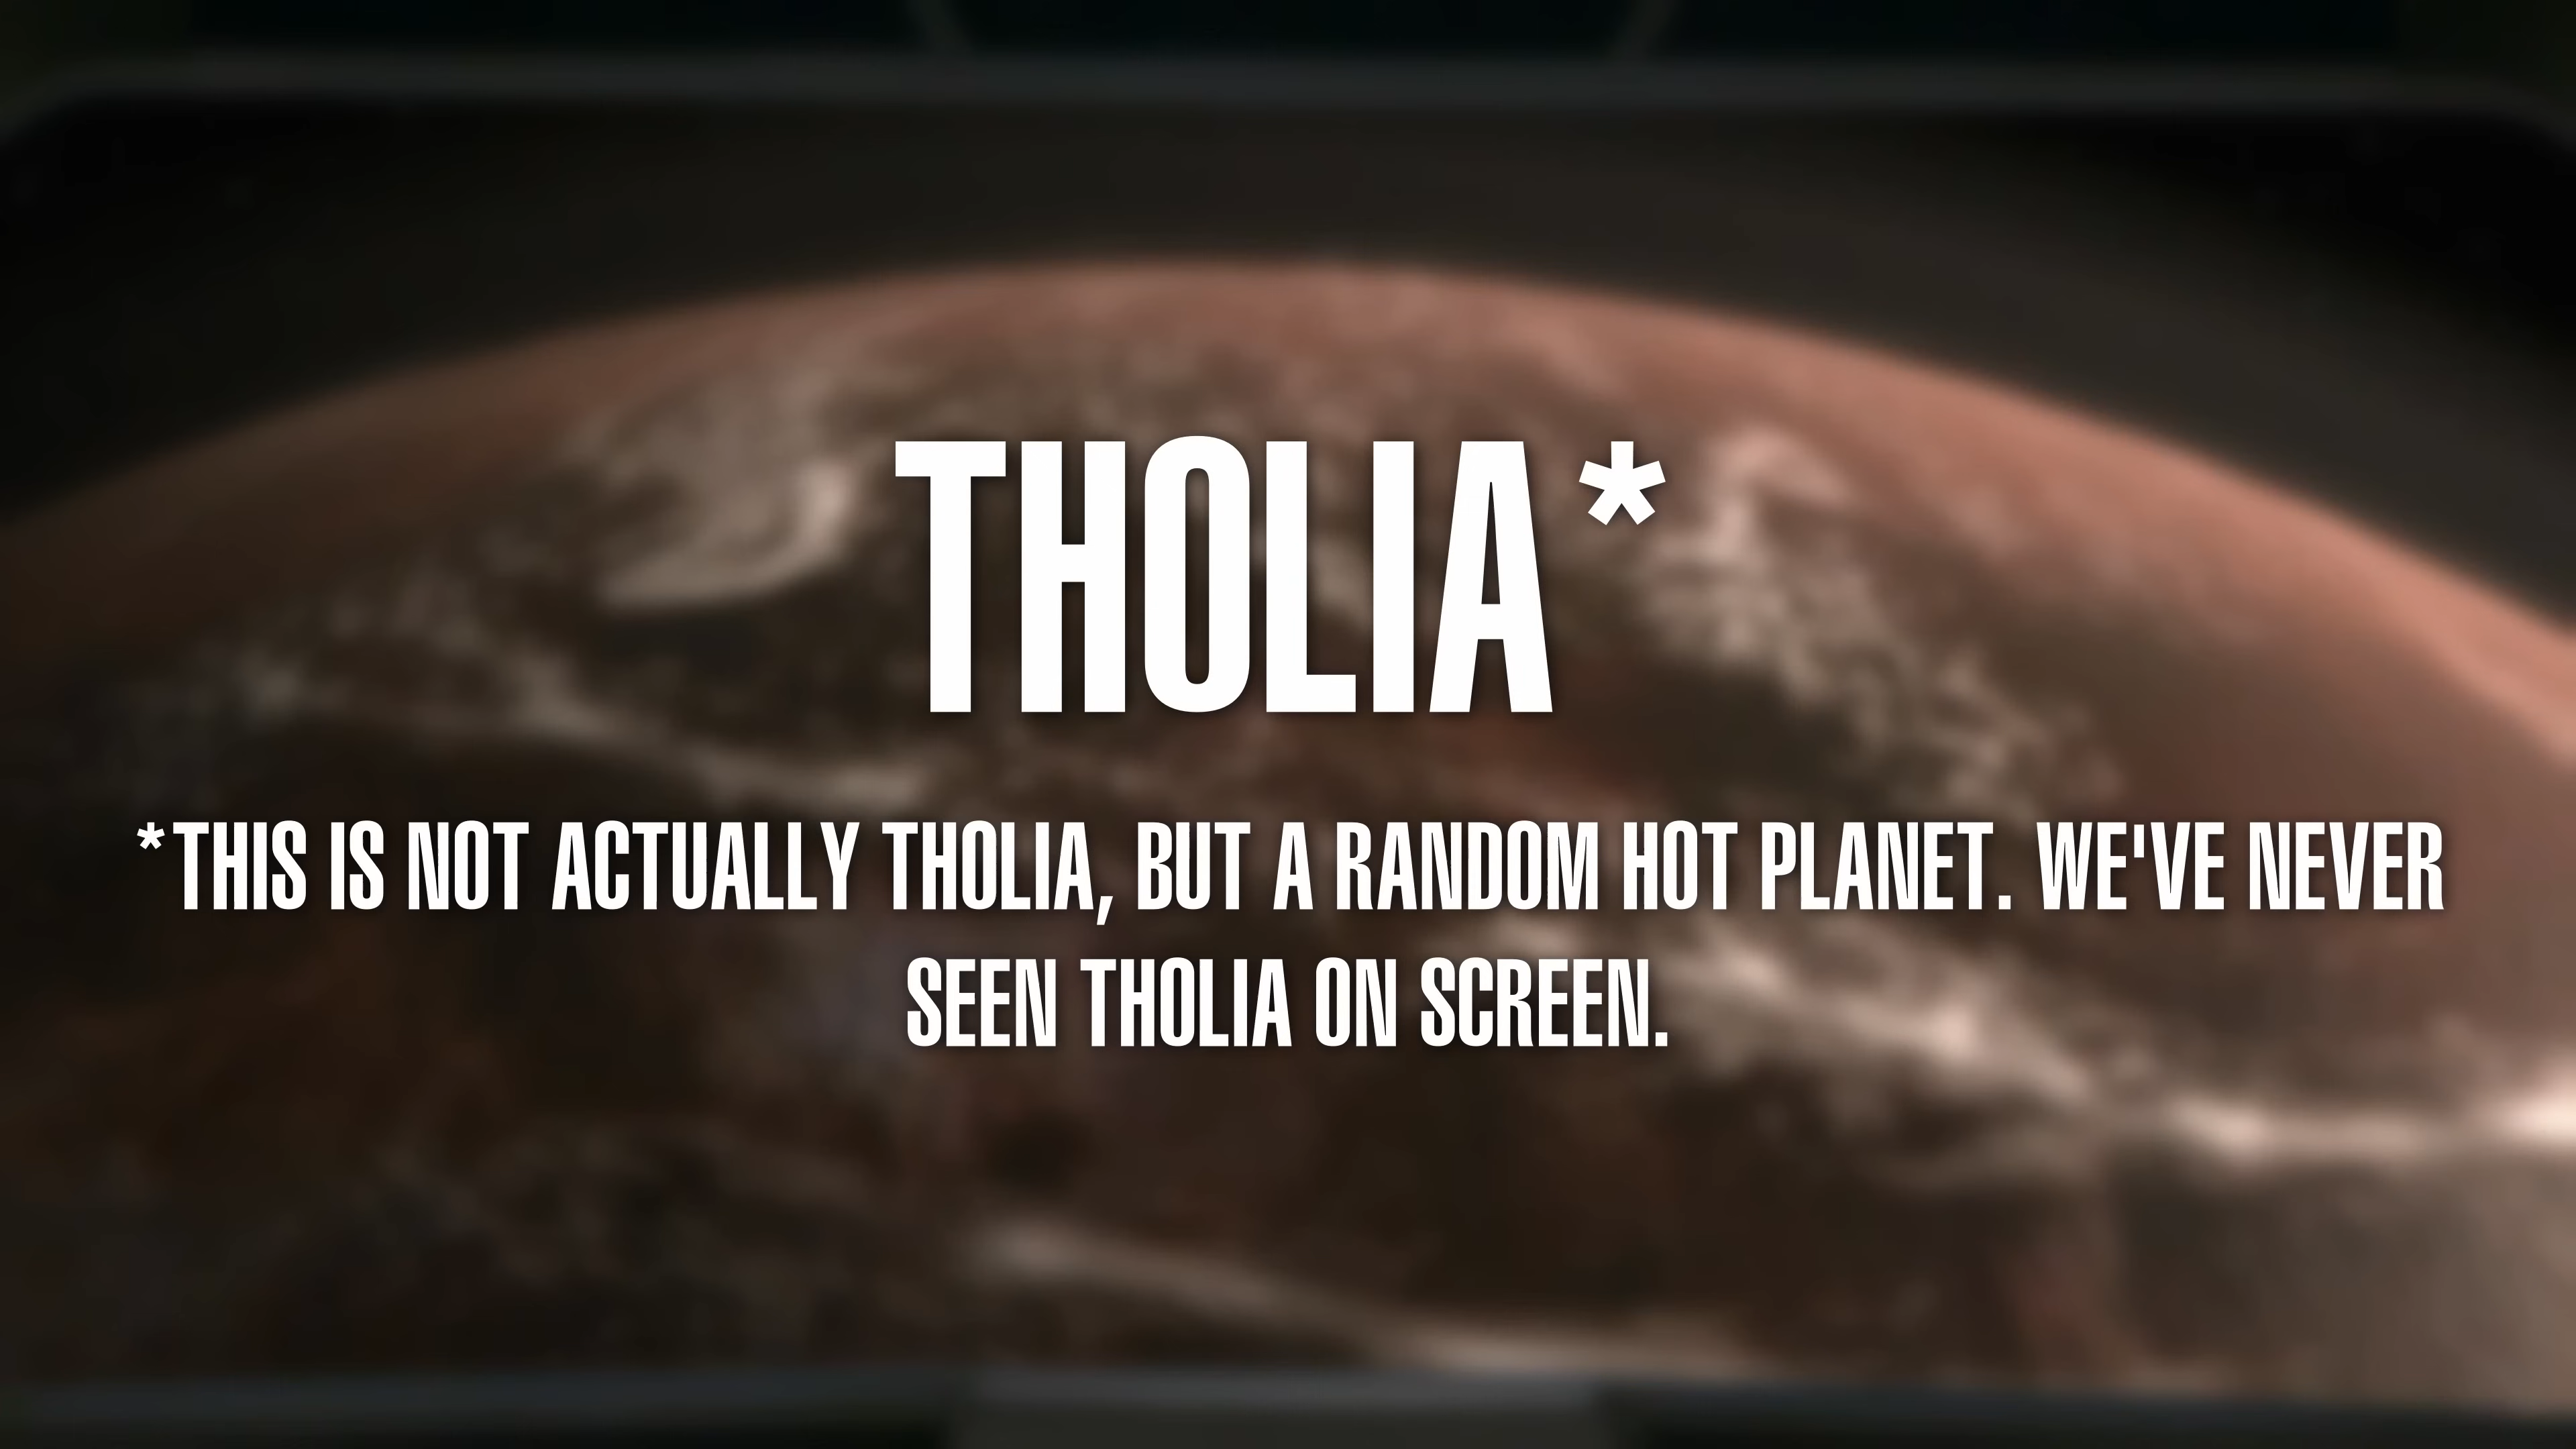 THOLIA*
*THIS IS NOT ACTUALLY THOLIA, BUT A RANDOM HOT PLANET. WE'VE NEVER
SEEN THOLIA ON SCREEN.